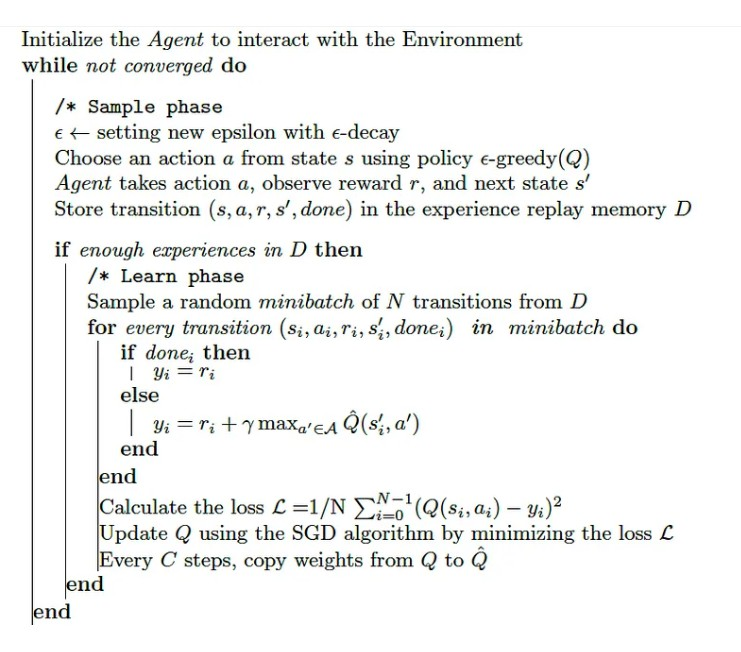 Initialize the Agent to interact with the Environment
while not converged do
/* Sample phase
ϵ ← setting new epsilon with ϵ-decay
Choose an action a from state s using policy ϵ-greedy(Q)
Agent takes action a, observe reward r, and next state s′
Store transition (s, a, r, s′, done) in the experience replay memory D
if enough experiences in D then
/* Learn phase
Sample a random minibatch of N transitions from D
for every transition (sᵢ, aᵢ, rᵢ, s′ᵢ, doneᵢ) in minibatch do
if doneᵢ then
yᵢ = rᵢ
else
yᵢ = rᵢ + γ maxₐ′∈𝒜 Q̂(s′ᵢ, a′)
end
end
Calculate the loss ℒ =1/N ∑ᵢ₌₀ᴺ⁻¹(Q(sᵢ, aᵢ) − yᵢ)²
Update Q using the SGD algorithm by minimizing the loss ℒ
Every C steps, copy weights from Q to Q̂
end
end